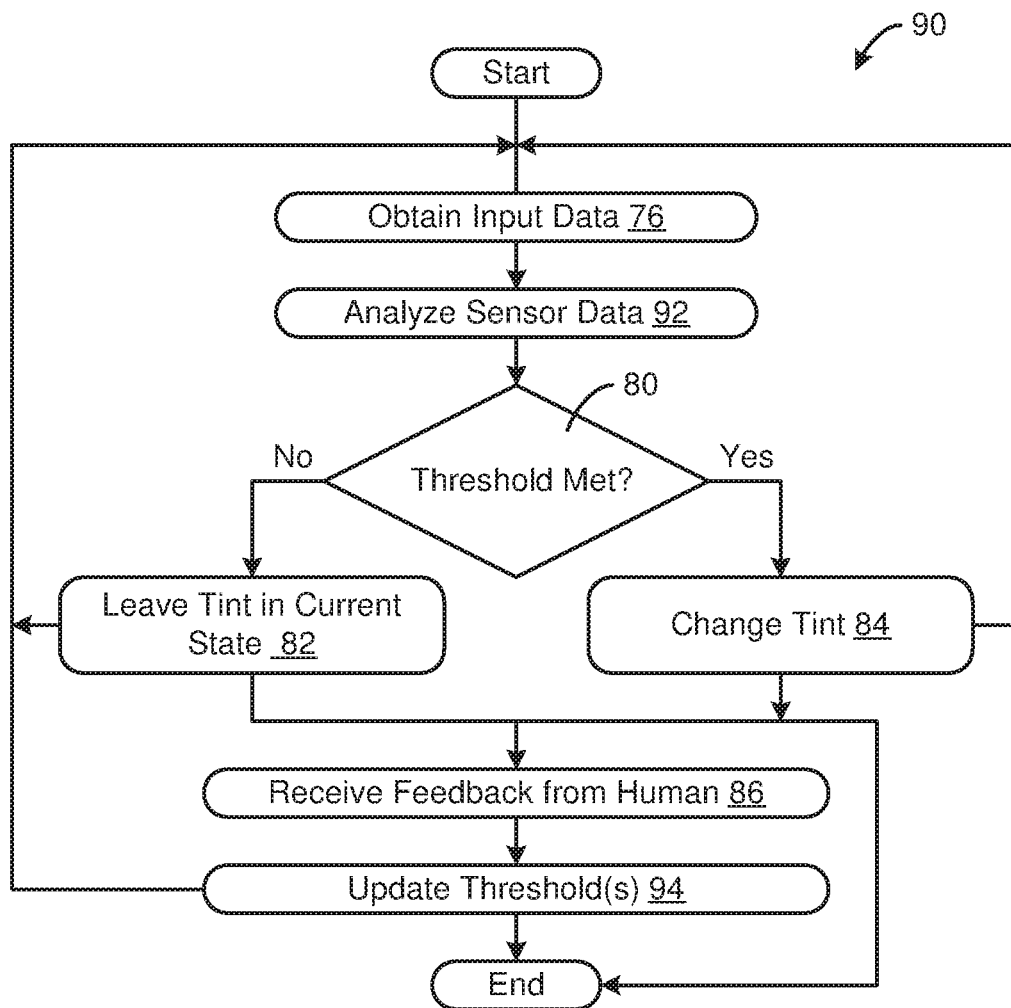 90
Start
Obtain Input Data 76
Analyze Sensor Data 92
80
No
Threshold Met?
Yes
Leave Tint in Current
State 82
Change Tint 84
Receive Feedback from Human 86
Update Threshold(s) 94
End